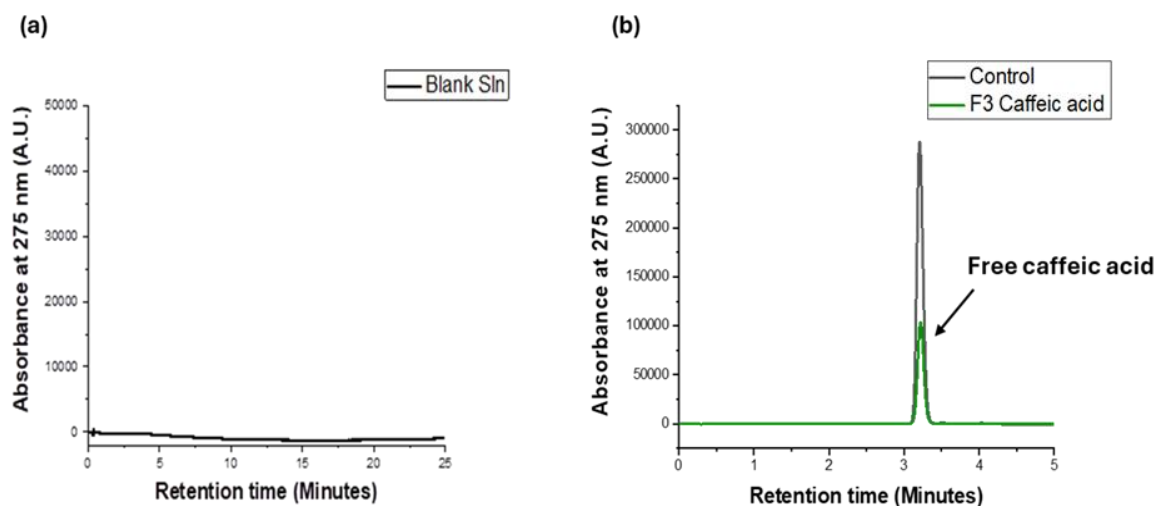 (a)
Blank Sln
50000
40000
30000
20000
10000
0
Absorbance at 275 nm (A.U.)
0 5 10 15 20 25
Retention time (Minutes)
(b)
Control
F3 Caffeic acid
300000
250000
200000
150000
100000
50000
0
Absorbance at 275 nm (A.U.)
Free caffeic acid
0 1 2 3 4 5
Retention time (Minutes)